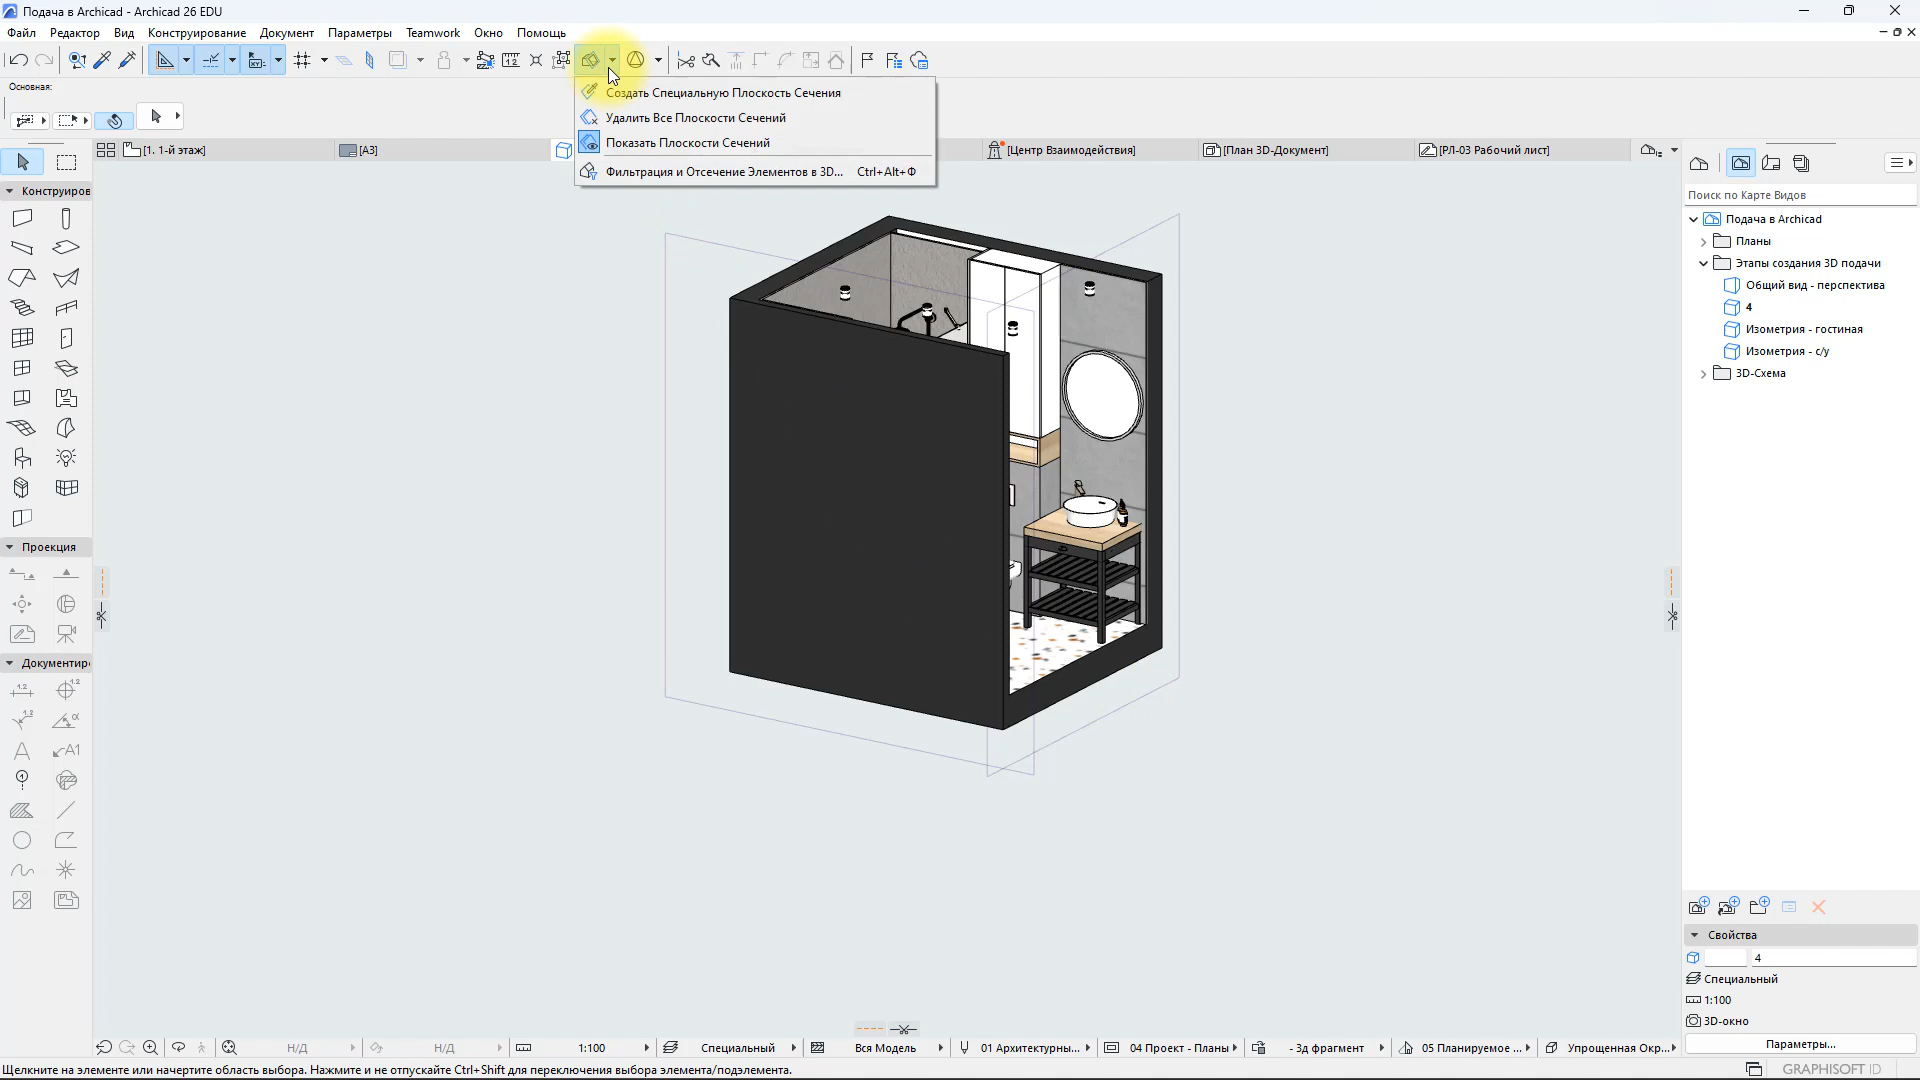 Подача в Archicad - Archicad 26 EDU
Файл Редактор Вид Конструирование Документ Параметры Teamwork Окно Помощь
Основная:
Создать Специальную Плоскость Сечения
Удалить Все Плоскости Сечений
Показать Плоскости Сечений
Фильтрация и Отсечение Элементов в 3D... Ctrl+Alt+Ф
[1. 1-й этаж]
[A3]
[Центр Взаимодействия]
[План 3D-Документ]
[РЛ-03 Рабочий лист]
Конструиров
Проекция
Документир
Поиск по Карте Видов
Подача в Archicad
Планы
Этапы создания 3D подачи
Общий вид - перспектива
4
Изометрия - гостиная
Изометрия - с/у
3D-Схема
Свойства
4
Специальный
1:100
3D-окно
Параметры...
Н/Д Н/Д 1:100 Специальный Вся Модель 01 Архитектурны... 04 Проект - Планы - 3д фрагмент 05 Планируемое ... Упрощенная Окр...
Щелкните на элементе или начертите область выбора. Нажмите и не отпускайте Ctrl+Shift для переключения выбора элемента/подэлемента.
GRAPHISOFT ID